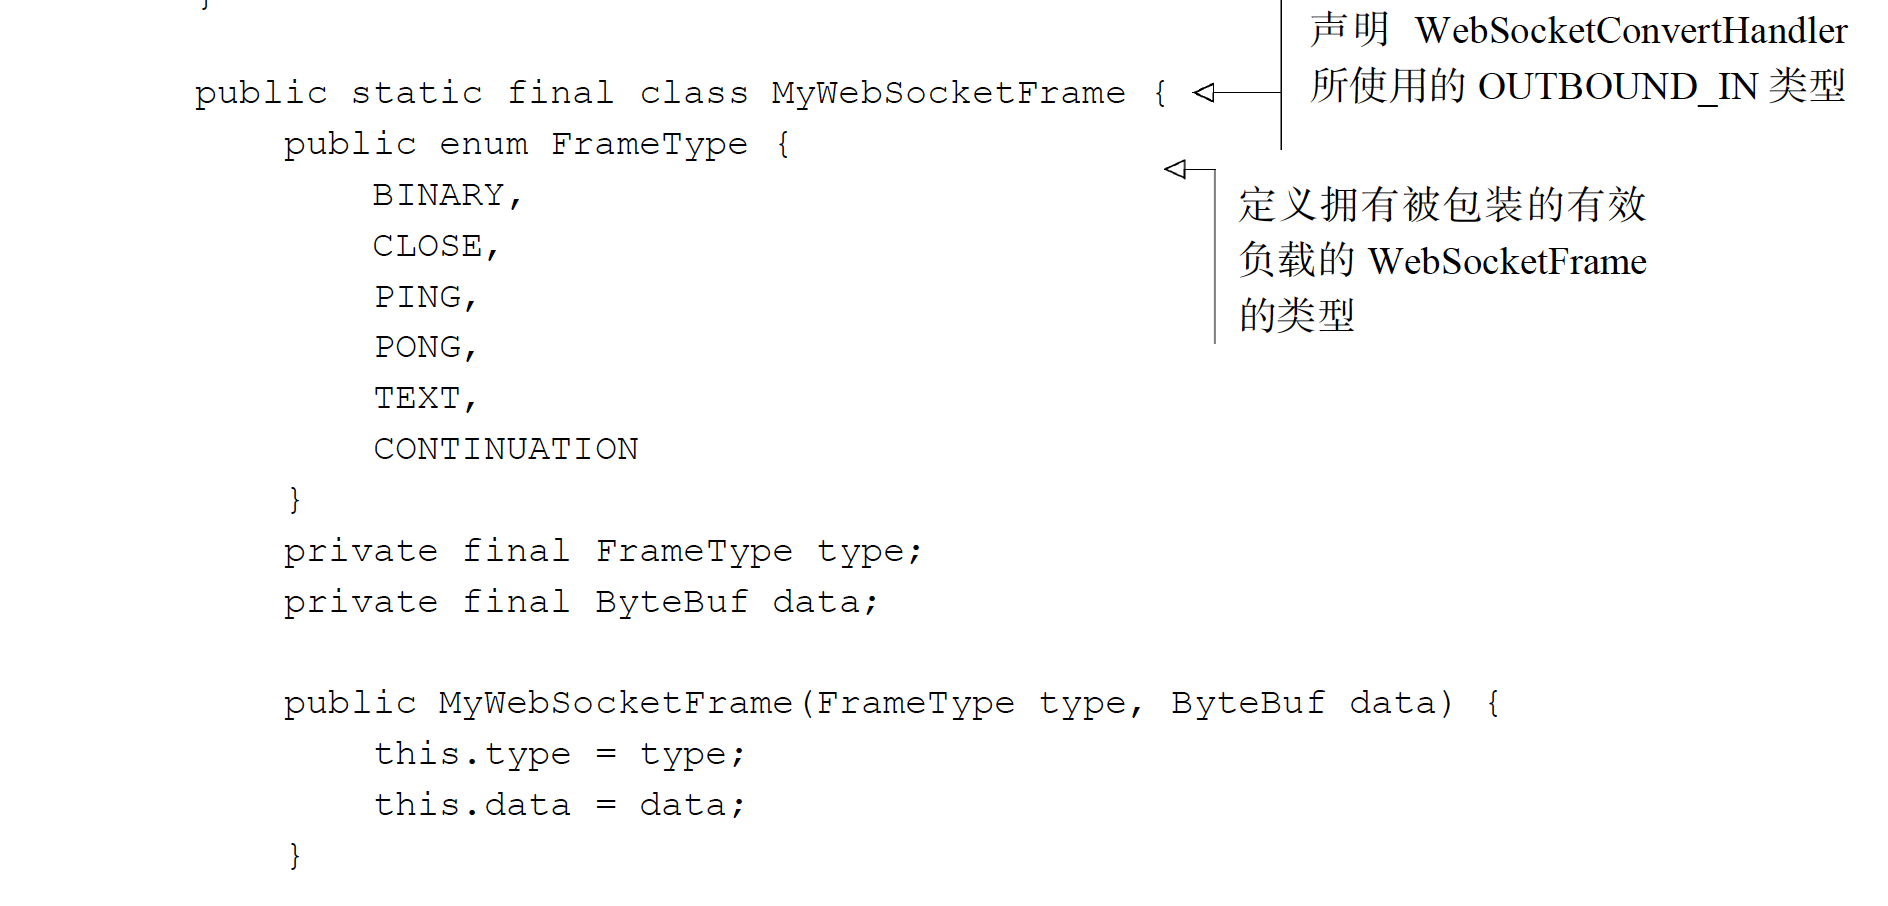 }
声明 WebSocketConvertHandler
所使用的 OUTBOUND_IN 类型
public static final class MyWebSocketFrame {
public enum FrameType {
定义拥有被包装的有效
负载的 WebSocketFrame
的类型
BINARY,
CLOSE,
PING,
PONG,
TEXT,
CONTINUATION
}
private final FrameType type;
private final ByteBuf data;
public MyWebSocketFrame(FrameType type, ByteBuf data) {
this.type = type;
this.data = data;
}